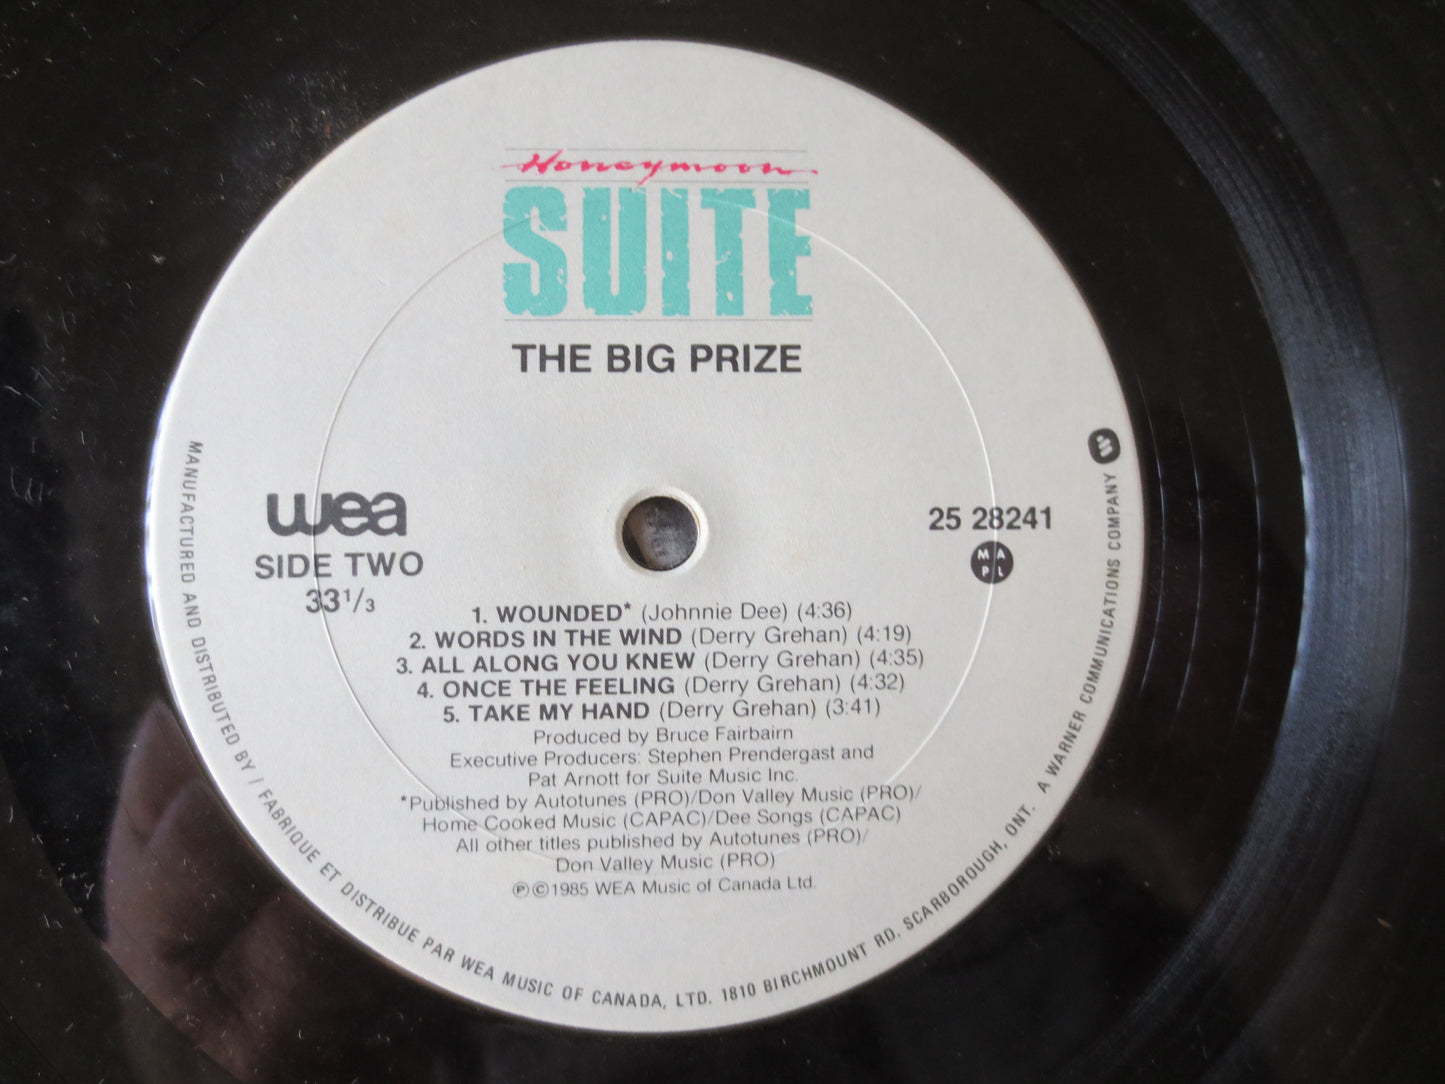 Honeymoon
SUITE
THE BIG PRIZE
wea
SIDE TWO
33 1/3
25 28241
M A
P L
1. WOUNDED* (Johnnie Dee) (4:36)
2. WORDS IN THE WIND (Derry Grehan) (4:19)
3. ALL ALONG YOU KNEW (Derry Grehan) (4:35)
4. ONCE THE FEELING (Derry Grehan) (4:32)
5. TAKE MY HAND (Derry Grehan) (3:41)
Produced by Bruce Fairbairn
Executive Producers: Stephen Prendergast and
Pat Arnott for Suite Music Inc.
*Published by Autotunes (PRO)/Don Valley Music (PRO)/
Home Cooked Music (CAPAC)/Dee Songs (CAPAC)
All other titles published by Autotunes (PRO)/
Don Valley Music (PRO)
℗©1985 WEA Music of Canada Ltd.
MANUFACTURED AND DISTRIBUTED BY / FABRIQUE ET DISTRIBUE PAR WEA MUSIC OF CANADA, LTD. 1810 BIRCHMOUNT RD. SCARBOROUGH, ONT. A WARNER COMMUNICATIONS COMPANY